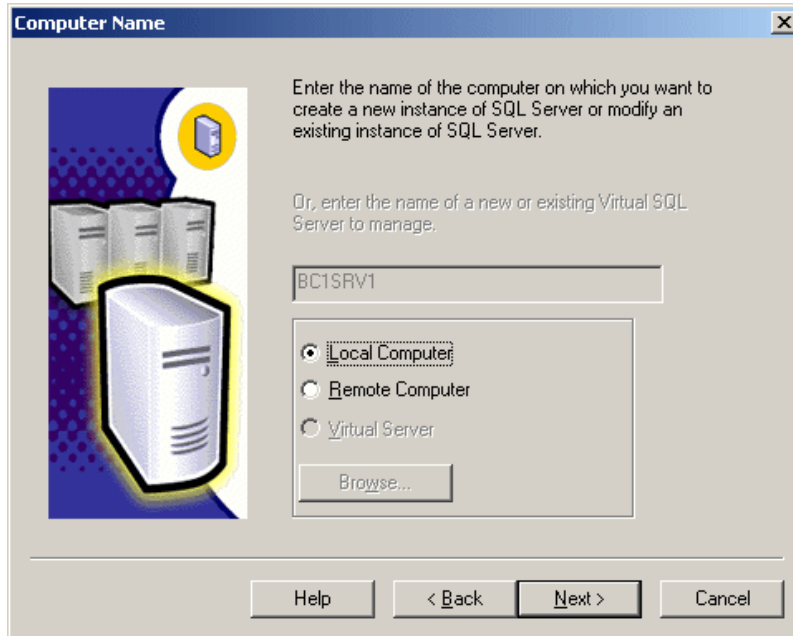 Computer Name
Enter the name of the computer on which you want to
create a new instance of SQL Server or modify an
existing instance of SQL Server.
Or, enter the name of a new or existing Virtual SQL
Server to manage.
BC1SRV1
Local Computer
Remote Computer
Virtual Server
Browse...
Help
< Back
Next >
Cancel